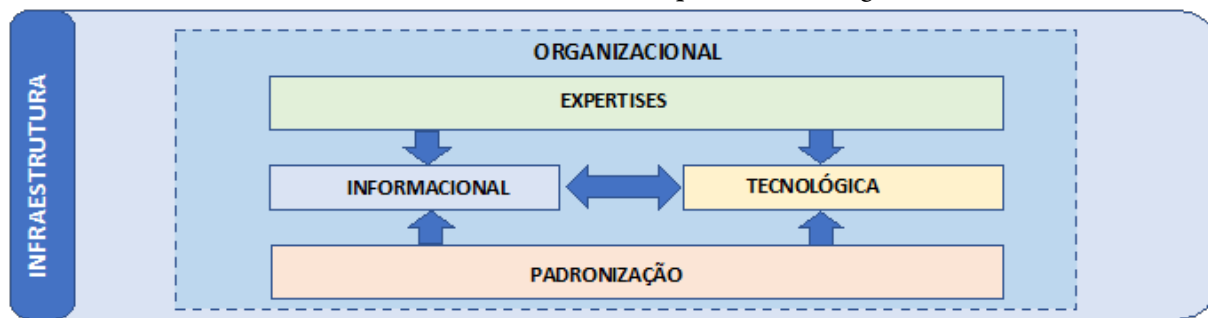 INFRAESTRUTURA
ORGANIZACIONAL
EXPERTISES
INFORMACIONAL
TECNOLÓGICA
PADRONIZAÇÃO